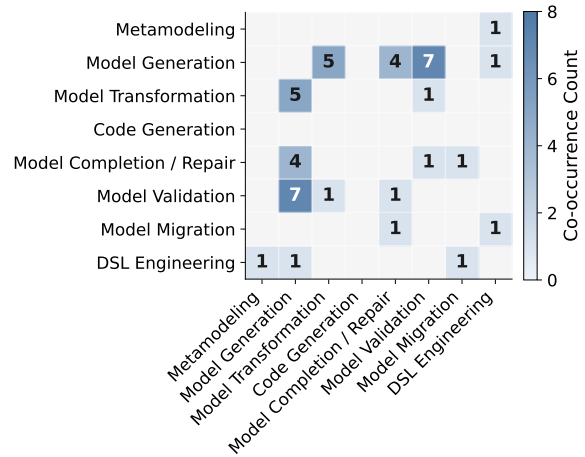 Metamodeling 1
Model Generation 5 4 7 1
Model Transformation 5 1
Code Generation
Model Completion / Repair 4 1 1
Model Validation 7 1 1
Model Migration 1 1
DSL Engineering 1 1 1
Metamodeling
Model Generation
Model Transformation
Code Generation
Model Completion / Repair
Model Validation
Model Migration
DSL Engineering
8
6
4
2
0
Co-occurrence Count